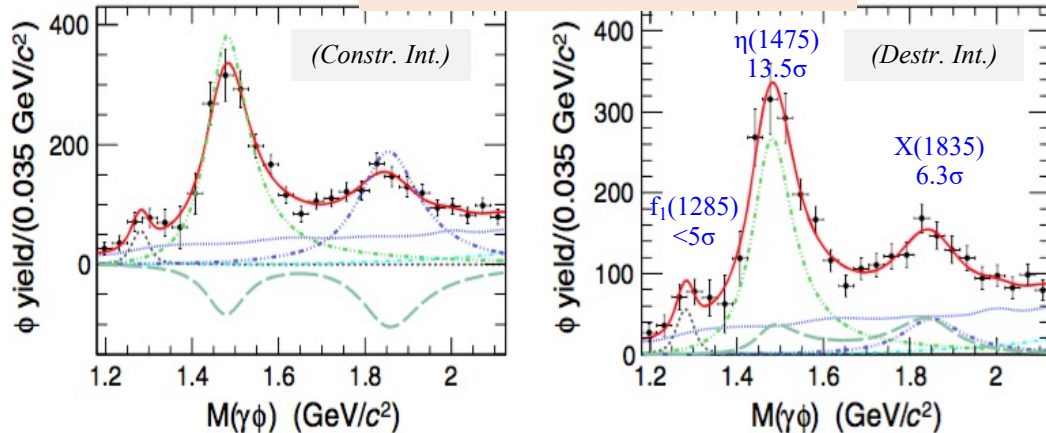 (Constr. Int.)
ϕ yield/(0.035 GeV/c²)
400
300
200
100
0
1.2 1.4 1.6 1.8 2
M(γϕ) (GeV/c²)
η(1475)
13.5σ
(Destr. Int.)
X(1835)
6.3σ
f₁(1285)
<5σ
ϕ yield/(0.035 GeV/c²)
400
300
200
100
0
1.2 1.4 1.6 1.8 2
M(γϕ) (GeV/c²)